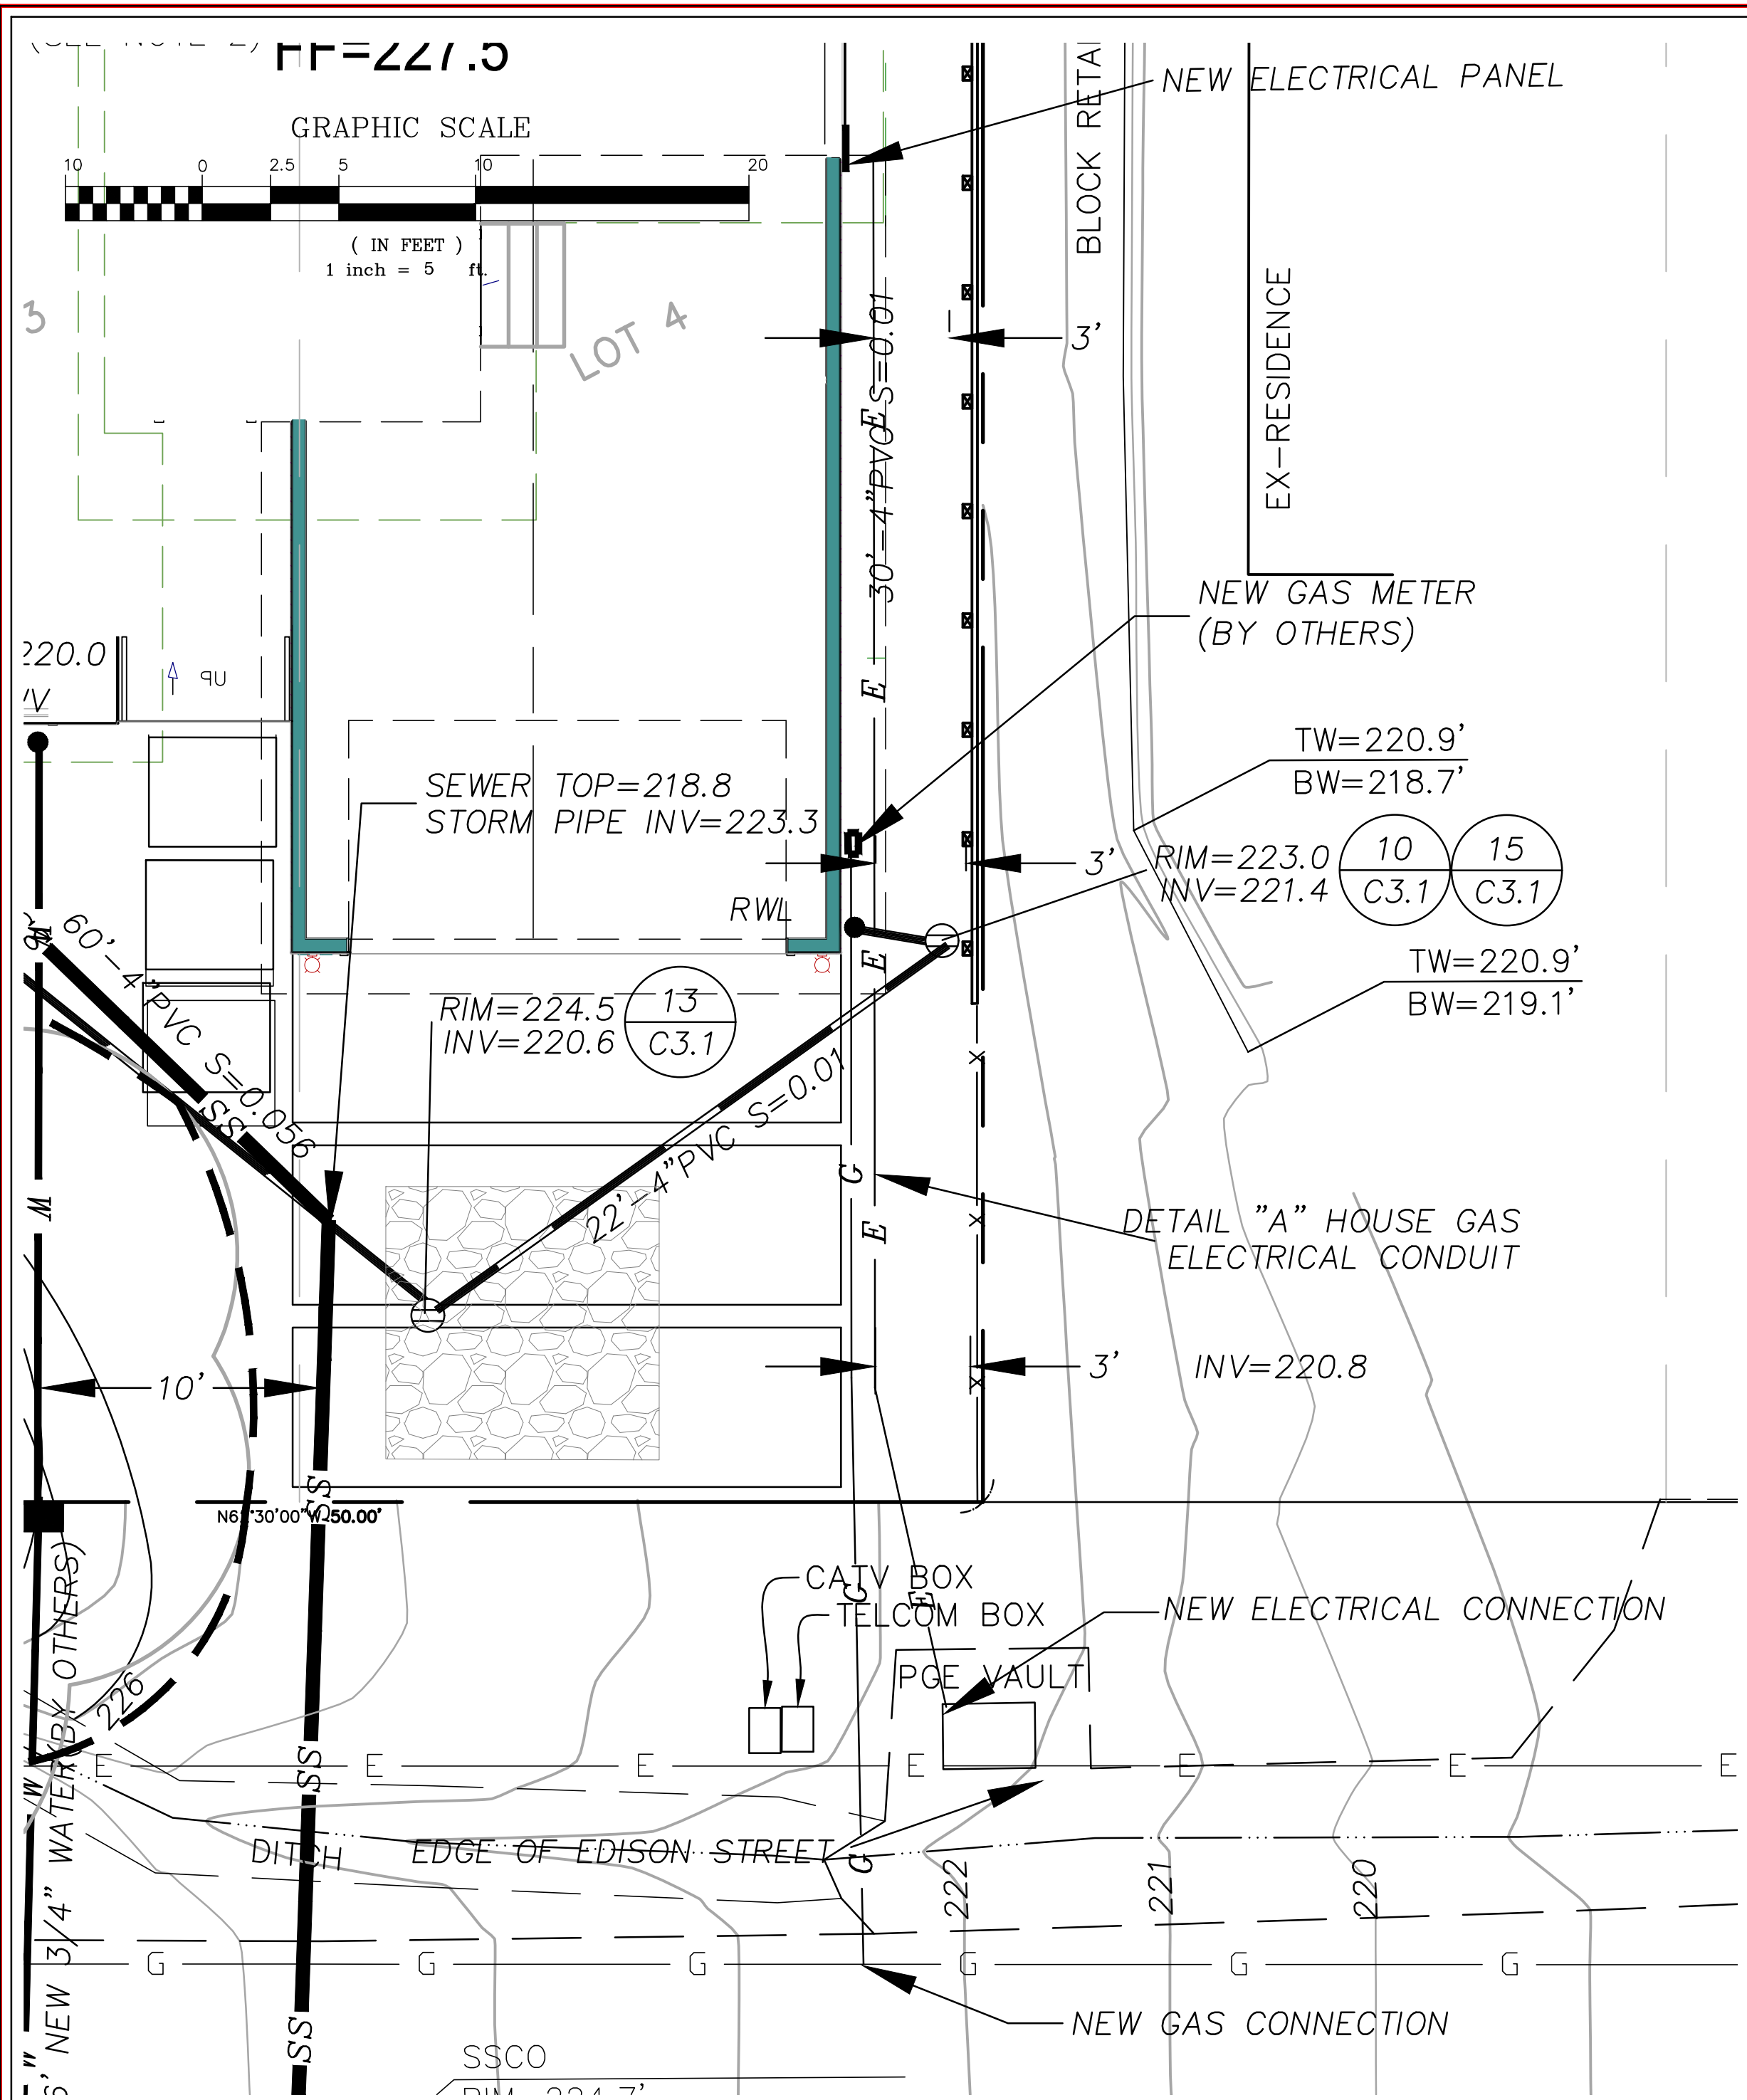 FF=227.5
NEW ELECTRICAL PANEL
GRAPHIC SCALE
10 0 2.5 5 10 20
( IN FEET )
1 inch = 5 ft.
BLOCK
3
LOT 4
3'
30'-4"PVC S=0.01
E
EX-RESIDENCE
NEW GAS METER
(BY OTHERS)
220.0
UP
E
TW=220.9'
BW=218.7'
SEWER TOP=218.8
STORM PIPE INV=223.3
3'
RIM=223.0
INV=221.4
10
C3.1
15
C3.1
RWL
E
TW=220.9'
BW=219.1'
60'-4"PVC S=0.056
RIM=224.5
INV=220.6
13
C3.1
X
SS
22'-4"PVC S=0.01
G
E
W
X
DETAIL "A" HOUSE GAS
ELECTRICAL CONDUIT
10'
3'
INV=220.8
X
SS
N62°30'00"W 50.00'
CATV BOX
G
E
TELCOM BOX
NEW ELECTRICAL CONNECTION
PGE VAULT
226
SS
E E E E E E E
W
DITCH
EDGE OF EDISON STREET
G
222
221
220
NEW 3/4" WATER(BY OTHERS)
G G G G G G
NEW GAS CONNECTION
SS
W
SSCO